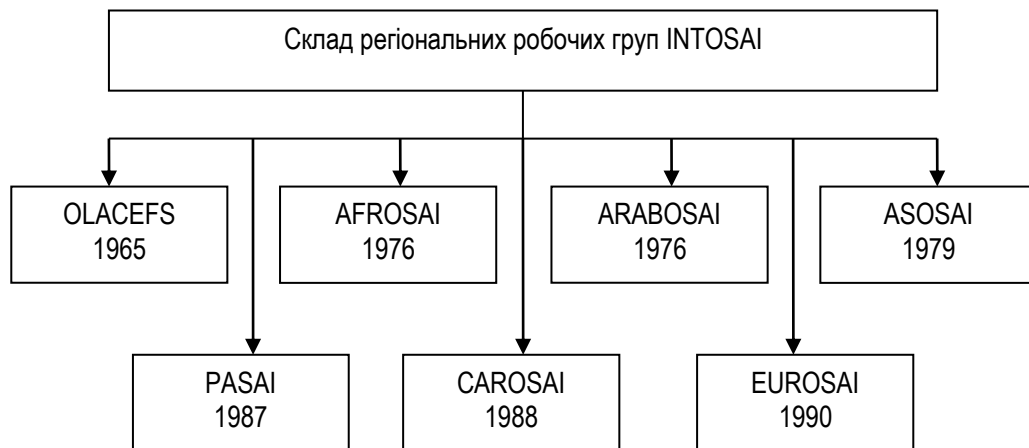 Склад регіональних робочих груп INTOSAI
OLACEFS
1965
AFROSAI
1976
ARABOSAI
1976
ASOSAI
1979
PASAI
1987
CAROSAI
1988
EUROSAI
1990